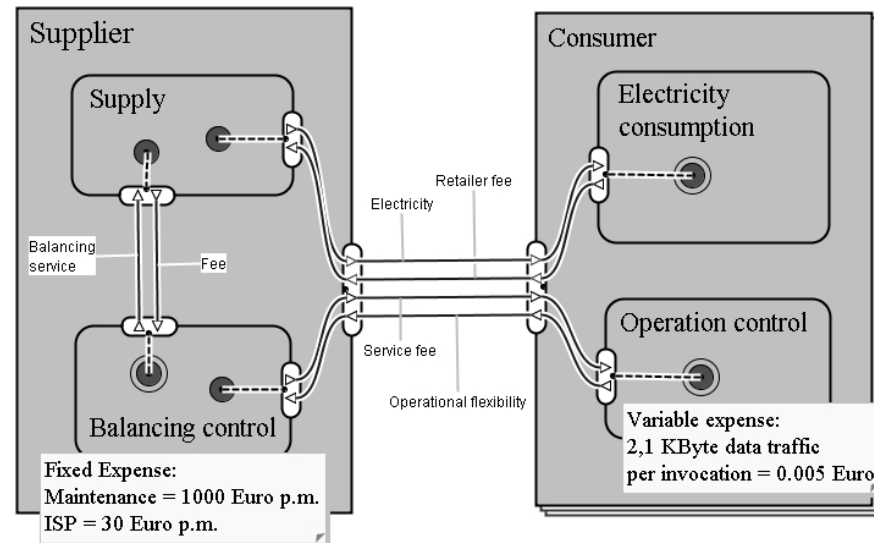 Supplier
Consumer
Supply
Electricity
consumption
Retailer fee
Electricity
Balancing
service
Fee
Operation control
Service fee
Operational flexibility
Balancing control
Variable expense:
2,1 KByte data traffic
per invocation = 0.005 Euro
Fixed Expense:
Maintenance = 1000 Euro p.m.
ISP = 30 Euro p.m.